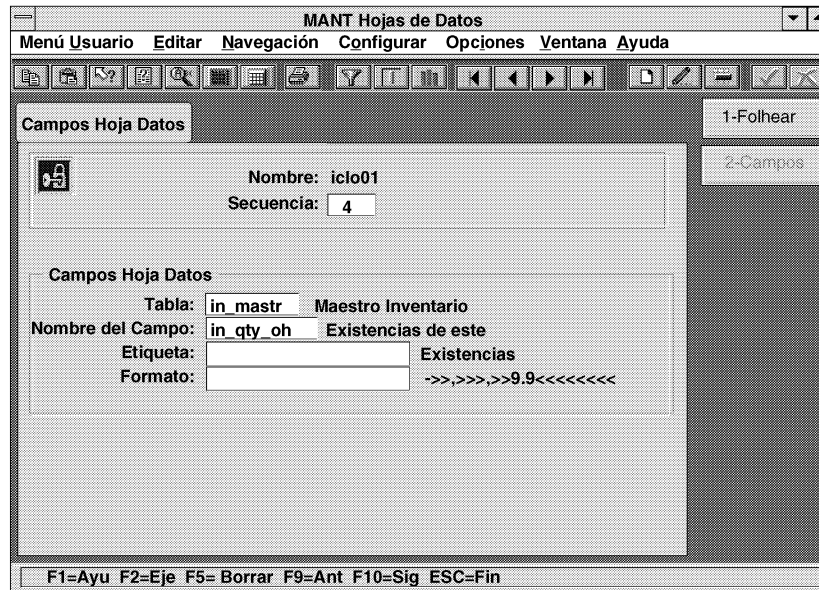 MANT Hojas de Datos
Menú Usuario Editar Navegación Configurar Opciones Ventana Ayuda
Campos Hoja Datos
1-Folhear
2-Campos
Nombre: iclo01
Secuencia: 4
Campos Hoja Datos
Tabla: in_mastr Maestro Inventario
Nombre del Campo: in_qty_oh Existencias de este
Etiqueta: Existencias
Formato: ->>,>>>,>>9.9<<<<<<<<
F1=Ayu F2=Eje F5= Borrar F9=Ant F10=Sig ESC=Fin